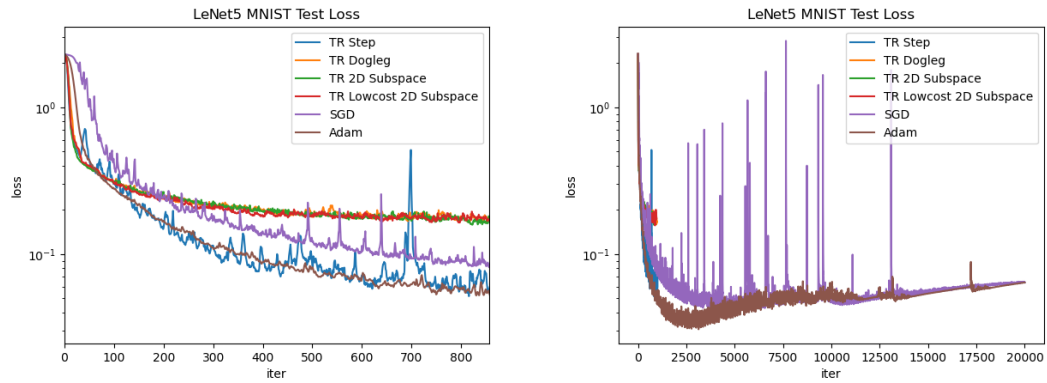 LeNet5 MNIST Test Loss
TR Step
TR Dogleg
TR 2D Subspace
TR Lowcost 2D Subspace
SGD
Adam
10⁰
10⁻¹
loss
0 100 200 300 400 500 600 700 800
iter
LeNet5 MNIST Test Loss
TR Step
TR Dogleg
TR 2D Subspace
TR Lowcost 2D Subspace
SGD
Adam
10⁰
10⁻¹
loss
0 2500 5000 7500 10000 12500 15000 17500 20000
iter